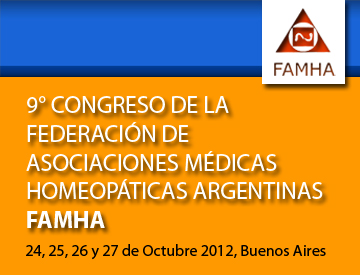 FAMHA
9° CONGRESO DE LA
FEDERACIÓN DE
ASOCIACIONES MÉDICAS
HOMEOPÁTICAS ARGENTINAS
FAMHA
24, 25, 26 y 27 de Octubre 2012, Buenos Aires